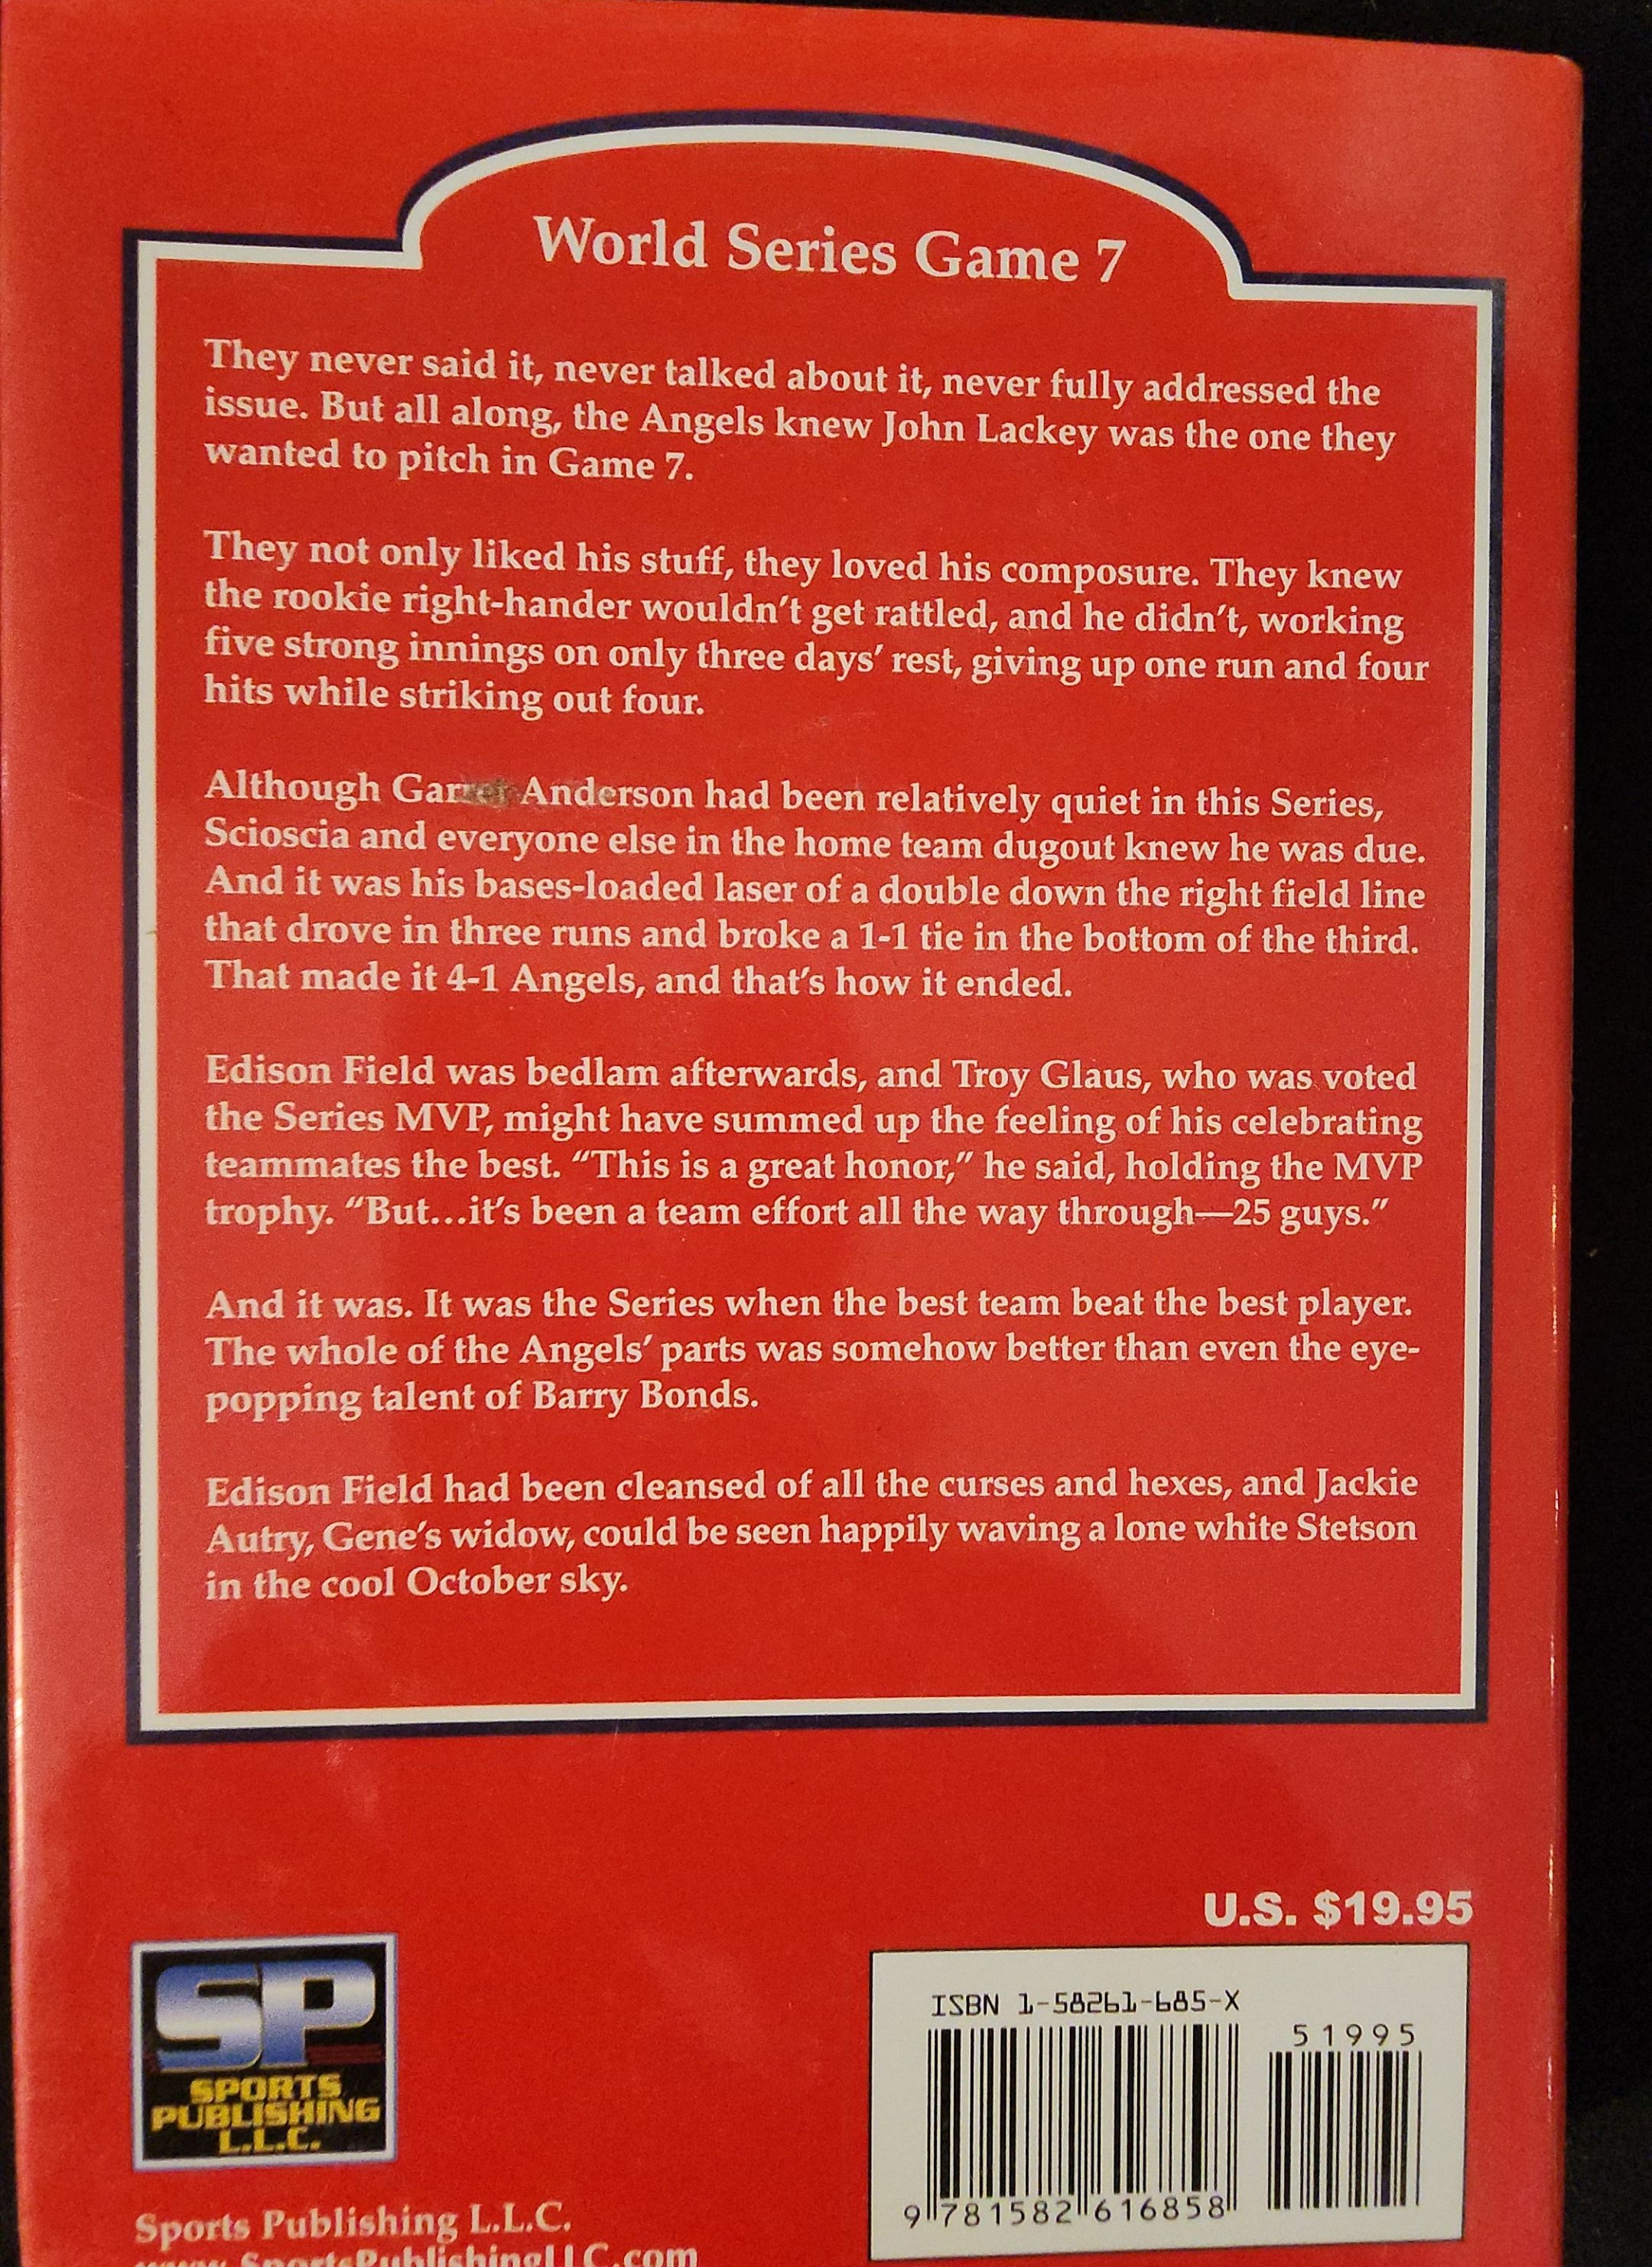 World Series Game 7
They never said it, never talked about it, never fully addressed the
issue. But all along, the Angels knew John Lackey was the one they
wanted to pitch in Game 7.
They not only liked his stuff, they loved his composure. They knew
the rookie right-hander wouldn't get rattled, and he didn't, working
five strong innings on only three days' rest, giving up one run and four
hits while striking out four.
Although Anderson had been relatively quiet in this Series,
Scioscia and everyone else in the home team dugout knew he was due.
And it was his bases-loaded laser of a double down the right field line
that drove in three runs and broke a 1-1 tie in the bottom of the third.
That made it 4-1 Angels, and that's how it ended.
Edison Field was bedlam afterwards, and Troy Glaus, who was voted
the Series MVP, might have summed up the feeling of his celebrating
teammates the best. “This is a great honor,” he said, holding the MVP
trophy. “But...it's been a team effort all the way through—25 guys.”
And it was. It was the Series when the best team beat the best player.
The whole of the Angels' parts was somehow better than even the eye-
popping talent of Barry Bonds.
Edison Field had been cleansed of all the curses and hexes, and Jackie
Autry, Gene's widow, could be seen happily waving a lone white Stetson
in the cool October sky.
U.S. $19.95
ISBN 1-58261-685-X
51995
9 781582 616858
SP
SPORTS
PUBLISHING
L.L.C.
Sports Publishing L.L.C.
www.SportsPublishingLLC.com